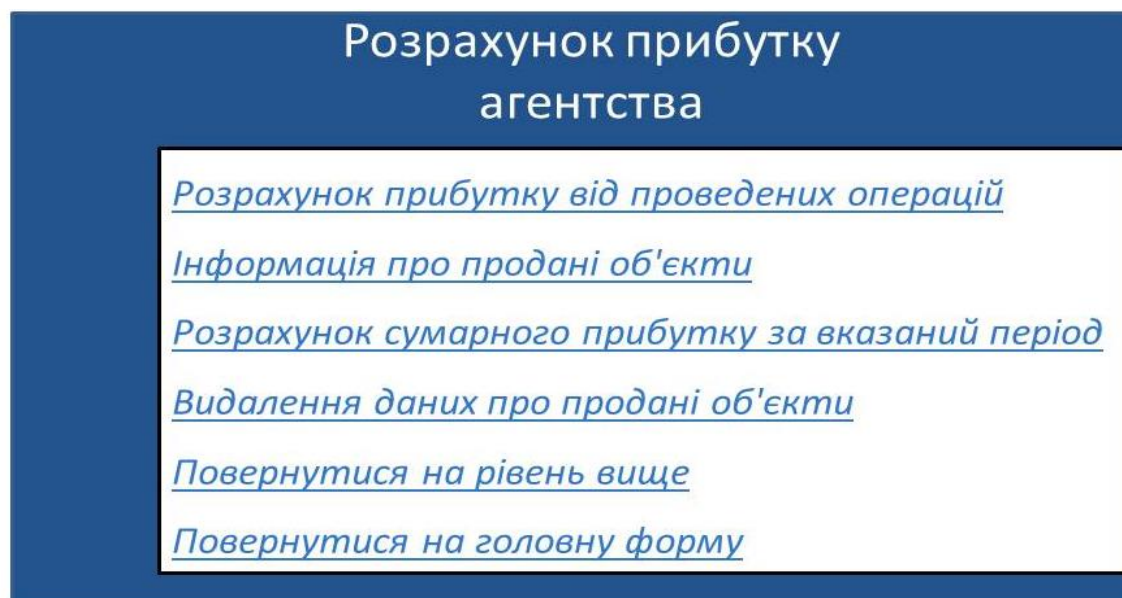 Розрахунок прибутку
агентства
Розрахунок прибутку від проведених операцій
Інформація про продані об'єкти
Розрахунок сумарного прибутку за вказаний період
Видалення даних про продані об'єкти
Повернутися на рівень вище
Повернутися на головну форму